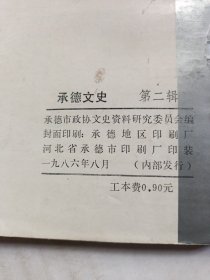 承德文史 第二辑
承德市政协文史资料研究委员会编
封面印刷：承德地区印刷厂
河北省承德市印刷厂印装
一九八六年八月 （内部发行）
工本费0.90元